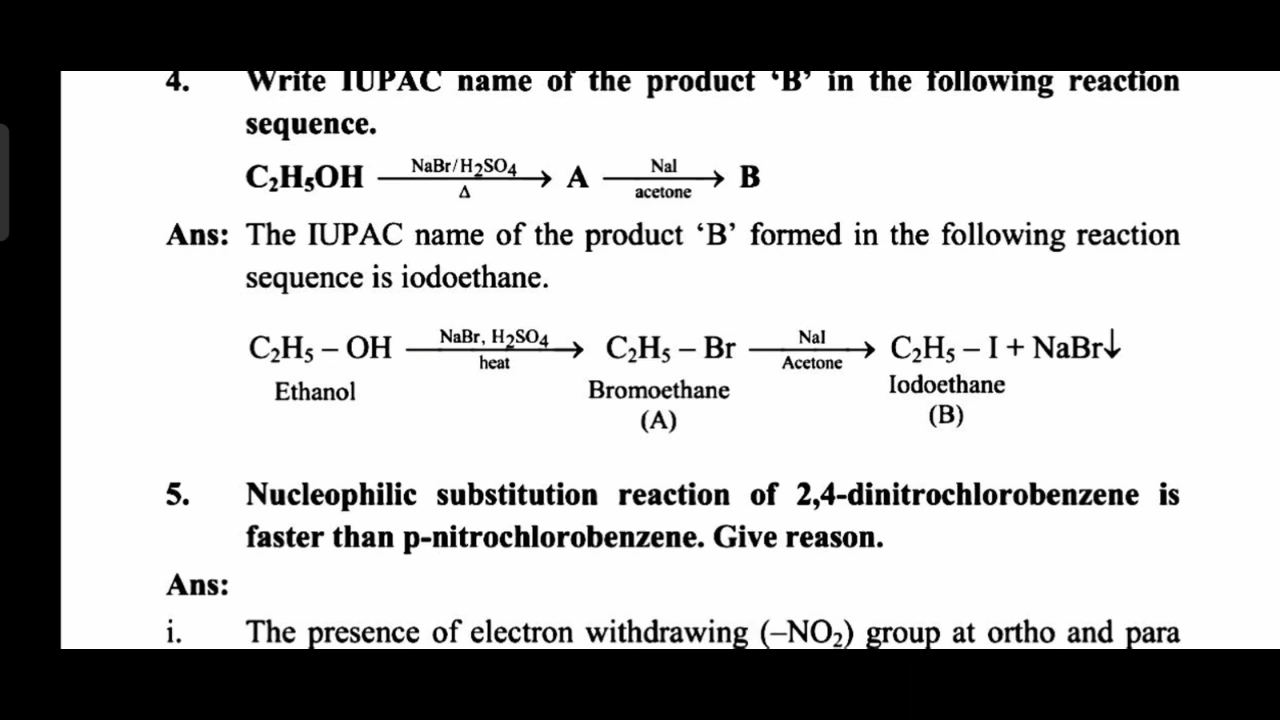 4. Write IUPAC name of the product ‘B’ in the following reaction
sequence.
C₂H₅OH NaBr/H₂SO₄ Δ → A NaI acetone → B
Ans: The IUPAC name of the product ‘B’ formed in the following reaction
sequence is iodoethane.
C₂H₅ – OH NaBr, H₂SO₄ heat → C₂H₅ – Br NaI Acetone → C₂H₅ – I + NaBr↓
Ethanol Bromoethane Iodoethane
(A) (B)
5. Nucleophilic substitution reaction of 2,4-dinitrochlorobenzene is
faster than p-nitrochlorobenzene. Give reason.
Ans:
i. The presence of electron withdrawing (–NO₂) group at ortho and para